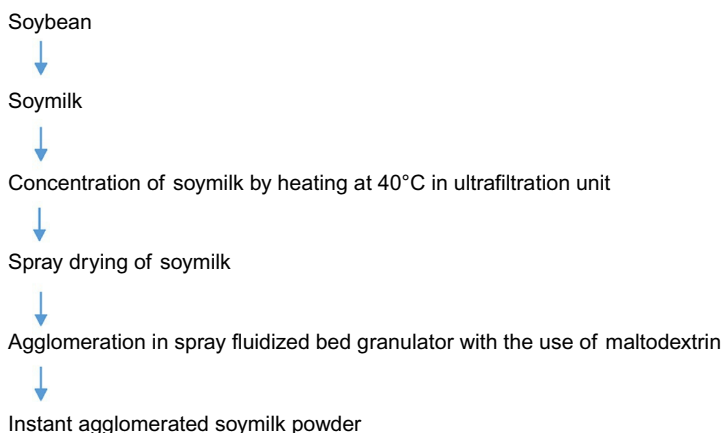 Soybean
Soymilk
Concentration of soymilk by heating at 40°C in ultrafiltration unit
Spray drying of soymilk
Agglomeration in spray fluidized bed granulator with the use of maltodextrin
Instant agglomerated soymilk powder